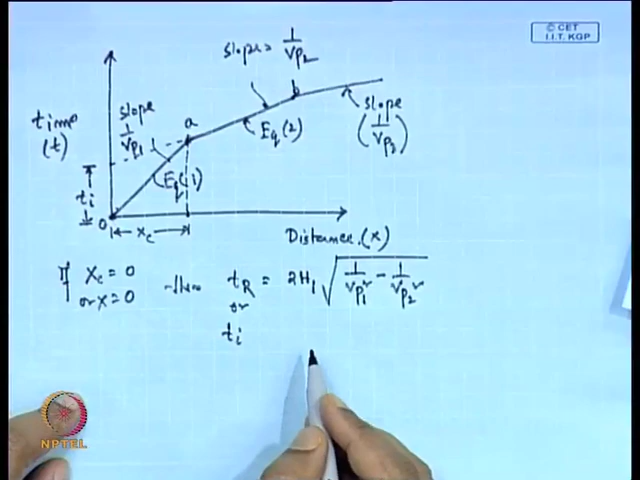 © CET
I.I.T. KGP
slope = 1/Vp2
time
(t)
slope
1/Vp1
a
b
Eq(2)
slope
(1/Vp3)
ti
Eq(1)
0
xc
Distance (x)
If xc = 0
or x = 0
then tR = 2H1 √(1/Vp1² − 1/Vp2²)
or
ti
NPTEL